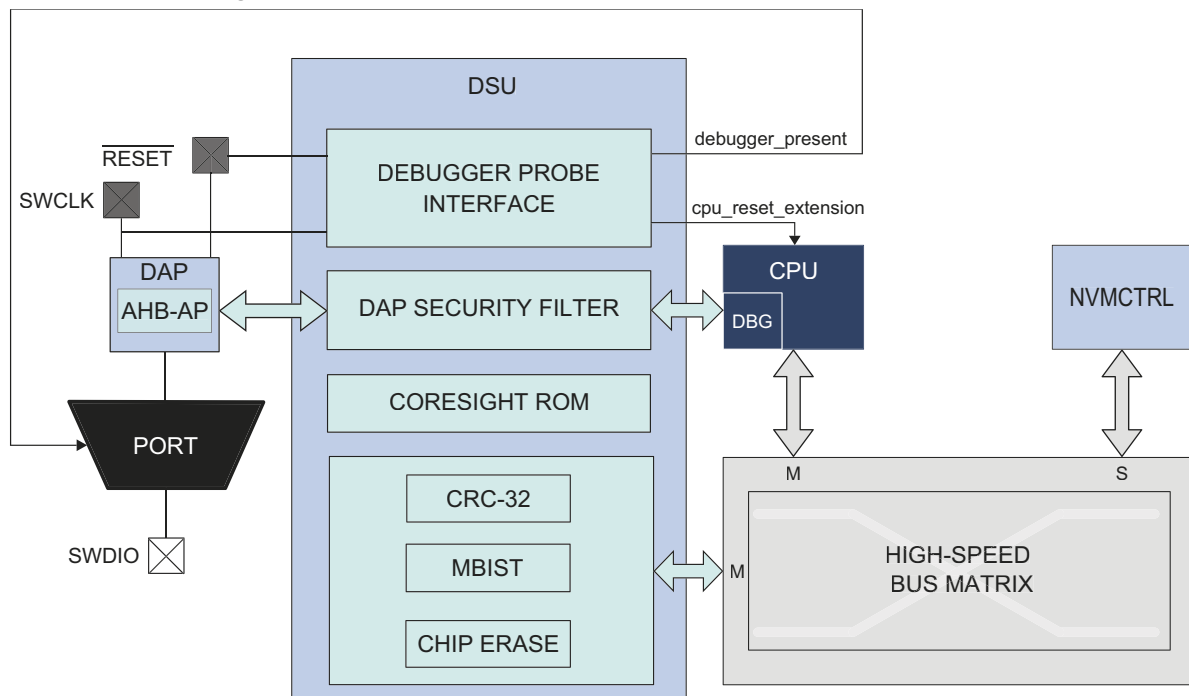 DSU
debugger_present
RESET
DEBUGGER PROBE
INTERFACE
SWCLK
cpu_reset_extension
DAP
AHB-AP
DAP SECURITY FILTER
CPU
DBG
NVMCTRL
CORESIGHT ROM
PORT
M
S
CRC-32
SWDIO
MBIST
M
HIGH-SPEED
BUS MATRIX
CHIP ERASE